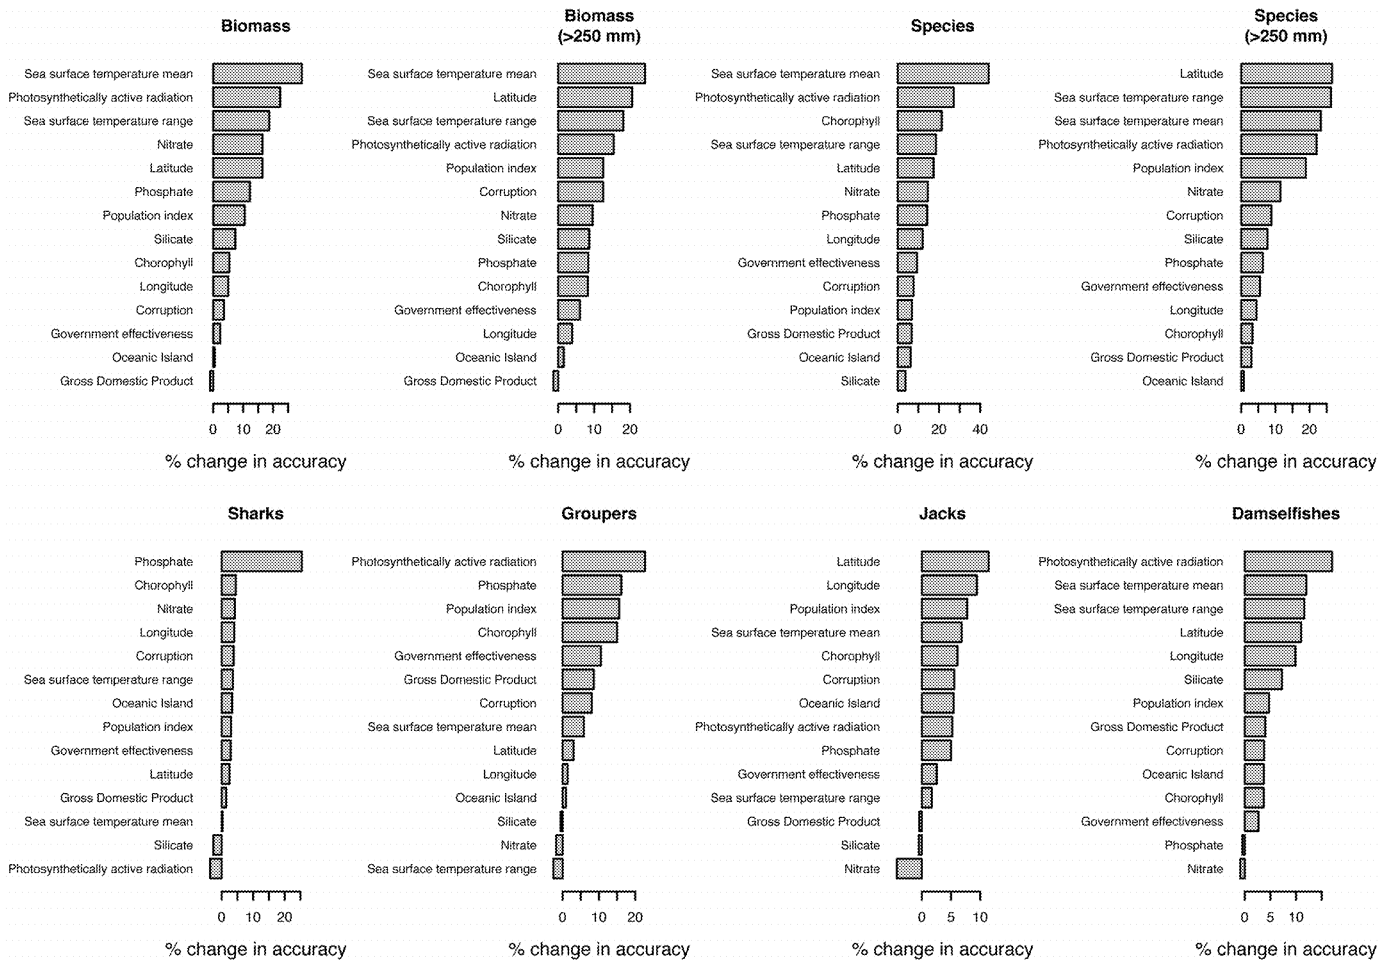 Biomass
Sea surface temperature mean
Photosynthetically active radiation
Sea surface temperature range
Nitrate
Latitude
Phosphate
Population index
Silicate
Chorophyll
Longitude
Corruption
Government effectiveness
Oceanic Island
Gross Domestic Product
0 10 20
% change in accuracy
Biomass
(>250 mm)
Sea surface temperature mean
Latitude
Sea surface temperature range
Photosynthetically active radiation
Population index
Corruption
Nitrate
Silicate
Phosphate
Chorophyll
Government effectiveness
Longitude
Oceanic Island
Gross Domestic Product
0 10 20
% change in accuracy
Species
Sea surface temperature mean
Photosynthetically active radiation
Chorophyll
Sea surface temperature range
Latitude
Nitrate
Phosphate
Longitude
Government effectiveness
Corruption
Population index
Gross Domestic Product
Oceanic Island
Silicate
0 20 40
% change in accuracy
Species
(>250 mm)
Latitude
Sea surface temperature range
Sea surface temperature mean
Photosynthetically active radiation
Population index
Nitrate
Corruption
Silicate
Phosphate
Government effectiveness
Longitude
Chorophyll
Gross Domestic Product
Oceanic Island
0 10 20
% change in accuracy
Sharks
Phosphate
Chorophyll
Nitrate
Longitude
Corruption
Sea surface temperature range
Oceanic Island
Population index
Government effectiveness
Latitude
Gross Domestic Product
Sea surface temperature mean
Silicate
Photosynthetically active radiation
0 10 20
% change in accuracy
Groupers
Photosynthetically active radiation
Phosphate
Population index
Chorophyll
Government effectiveness
Gross Domestic Product
Corruption
Sea surface temperature mean
Latitude
Longitude
Oceanic Island
Silicate
Nitrate
Sea surface temperature range
0 10 20
% change in accuracy
Jacks
Latitude
Longitude
Population index
Sea surface temperature mean
Chorophyll
Corruption
Oceanic Island
Photosynthetically active radiation
Phosphate
Government effectiveness
Sea surface temperature range
Gross Domestic Product
Silicate
Nitrate
0 5 10
% change in accuracy
Damselfishes
Photosynthetically active radiation
Sea surface temperature mean
Sea surface temperature range
Latitude
Longitude
Silicate
Population index
Gross Domestic Product
Corruption
Oceanic Island
Chorophyll
Government effectiveness
Phosphate
Nitrate
0 5 10
% change in accuracy